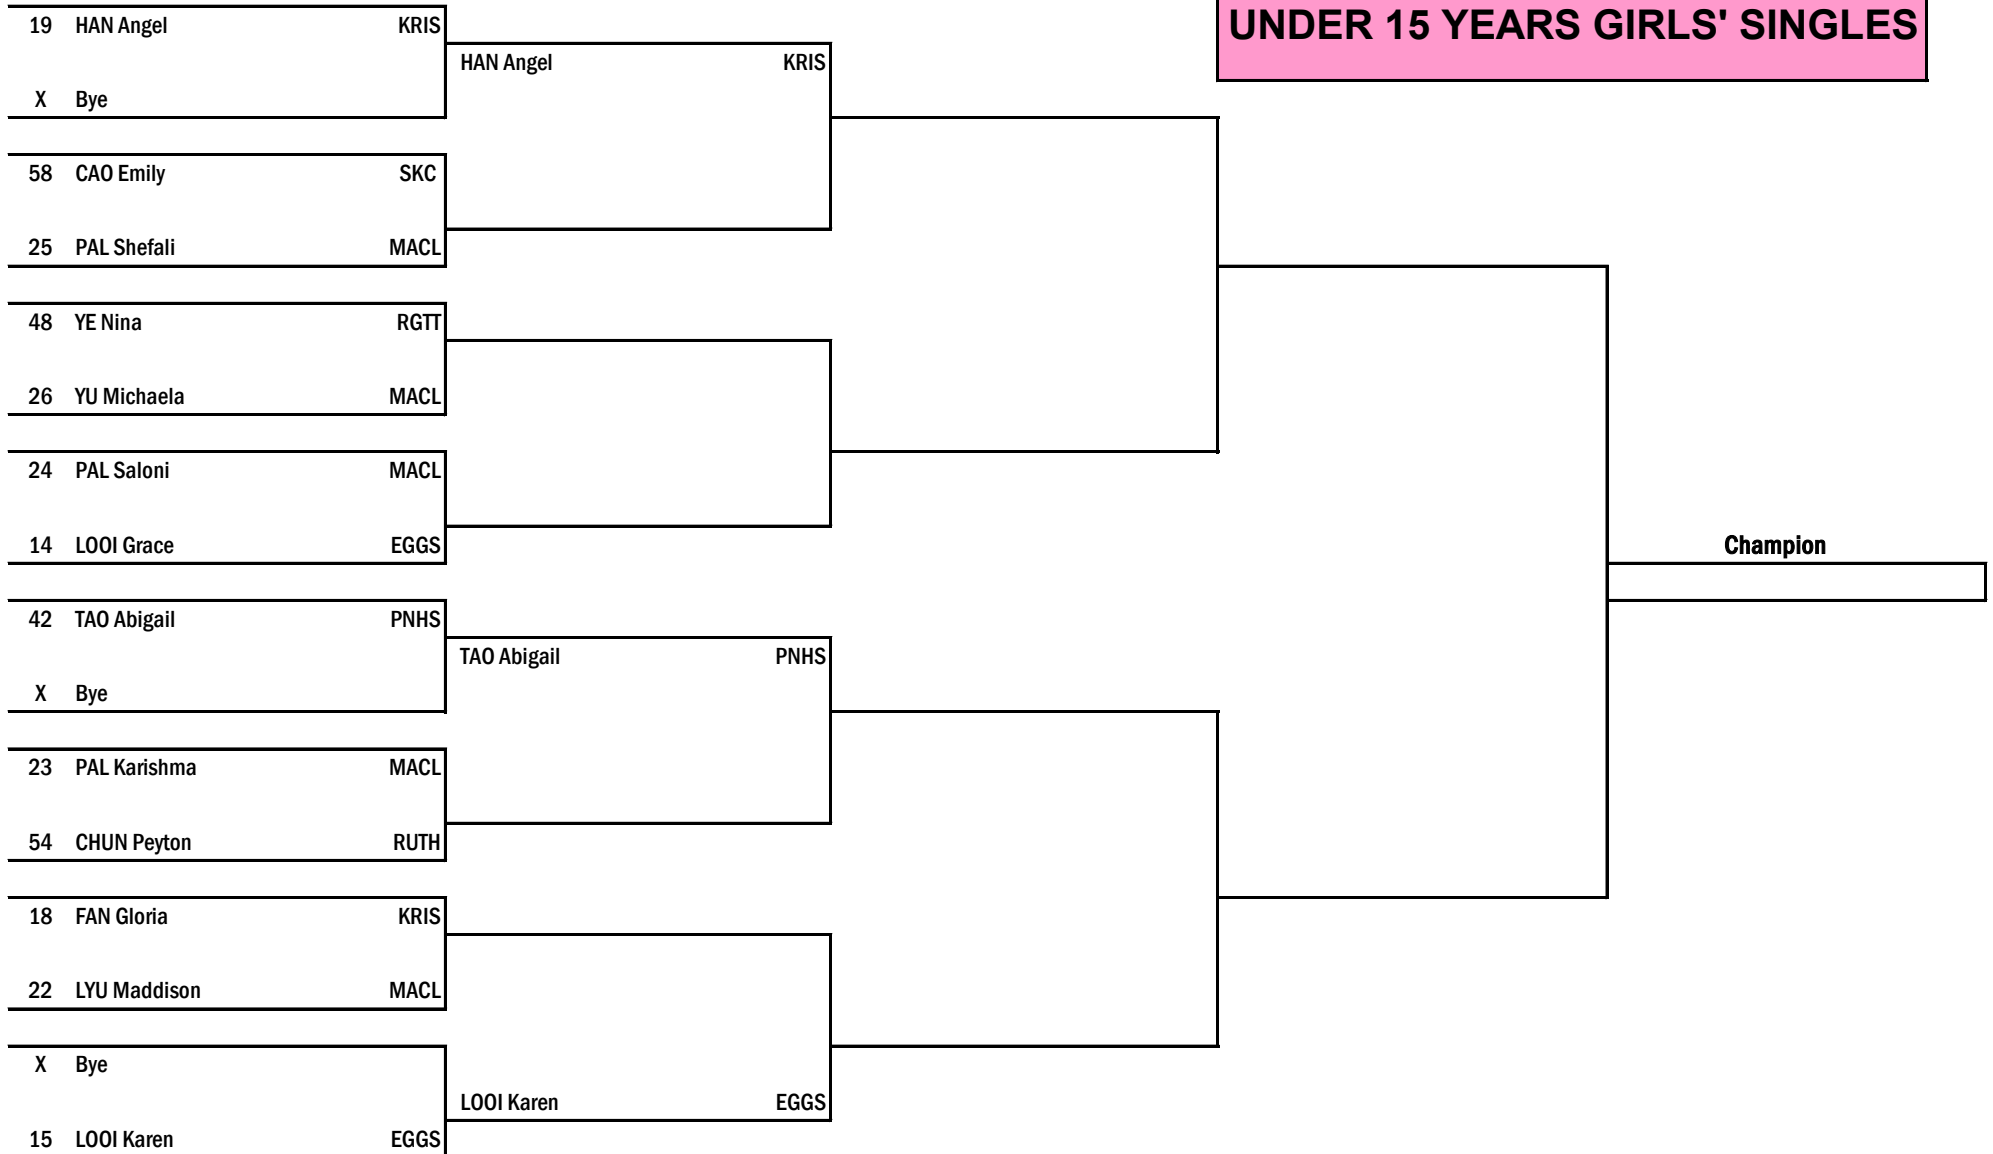 UNDER 15 YEARS GIRLS' SINGLES
19 HAN Angel KRIS
HAN Angel KRIS
X Bye
58 CAO Emily SKC
25 PAL Shefali MACL
48 YE Nina RGTT
26 YU Michaela MACL
24 PAL Saloni MACL
14 LOOI Grace EGGS
Champion
42 TAO Abigail PNHS
TAO Abigail PNHS
X Bye
23 PAL Karishma MACL
54 CHUN Peyton RUTH
18 FAN Gloria KRIS
22 LYU Maddison MACL
X Bye
LOOI Karen EGGS
15 LOOI Karen EGGS